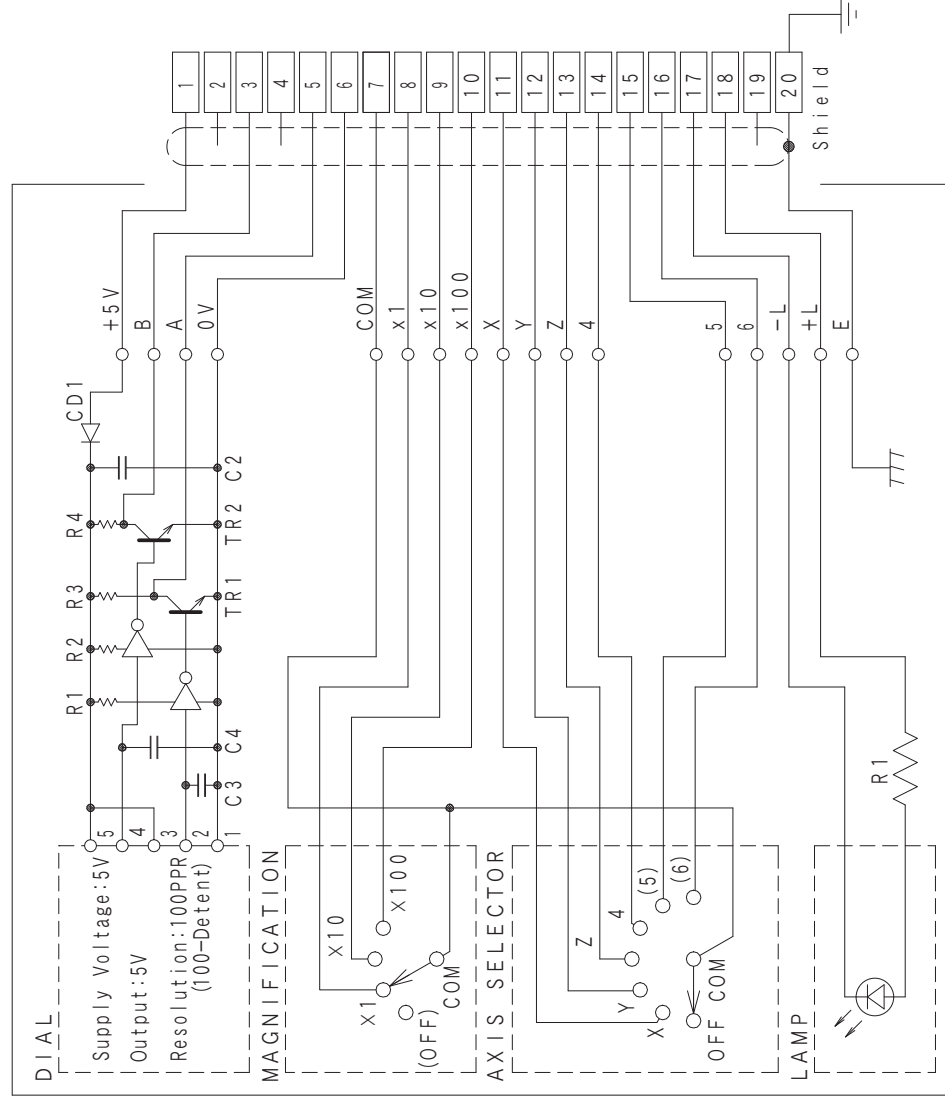 1
2
3
4
5
6
7
8
9
10
11
12
13
14
15
16
17
18
19
20
Shield
+5V
B
A
0V
COM
x1
x10
x100
X
Y
Z
4
5
6
-L
+L
E
CD1
C2
R4
TR2
R3
TR1
R2
R1
C4
C3
5
4
3
2
1
DIAL
Supply Voltage:5V
Output:5V
Resolution:100PPR
(100-Detent)
MAGNIFICATION
X1
X10
X100
(OFF)
COM
AXIS SELECTOR
X
Y
Z
4
(5)
(6)
OFF
COM
LAMP
R1